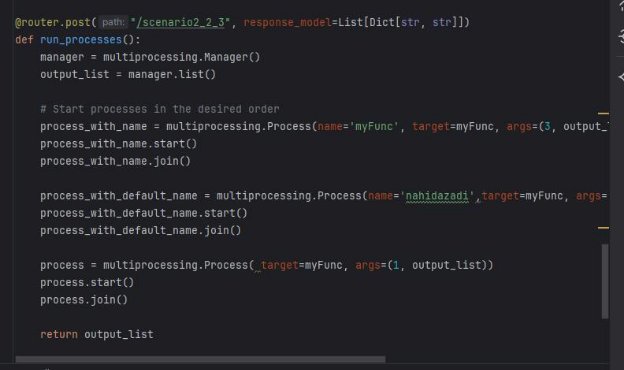 @router.post( path: "/scenario2_2_3", response_model=List[Dict[str, str]])
def run_processes():
    manager = multiprocessing.Manager()
    output_list = manager.list()

    # Start processes in the desired order
    process_with_name = multiprocessing.Process(name='myFunc', target=myFunc, args=(3, output_
    process_with_name.start()
    process_with_name.join()

    process_with_default_name = multiprocessing.Process(name='nahidazadi',target=myFunc, args=
    process_with_default_name.start()
    process_with_default_name.join()

    process = multiprocessing.Process( target=myFunc, args=(1, output_list))
    process.start()
    process.join()

    return output_list